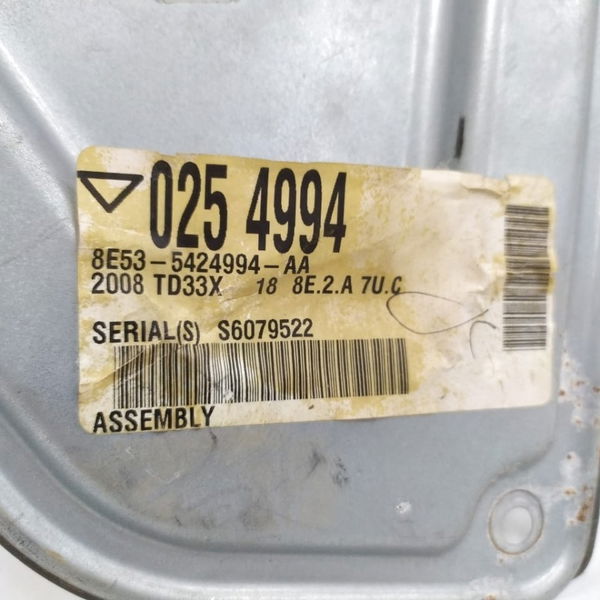 025 4994
8E53-5424994-AA
2008 TD33X 18 8E.2.A 7U.C
SERIAL(S) S6079522
ASSEMBLY